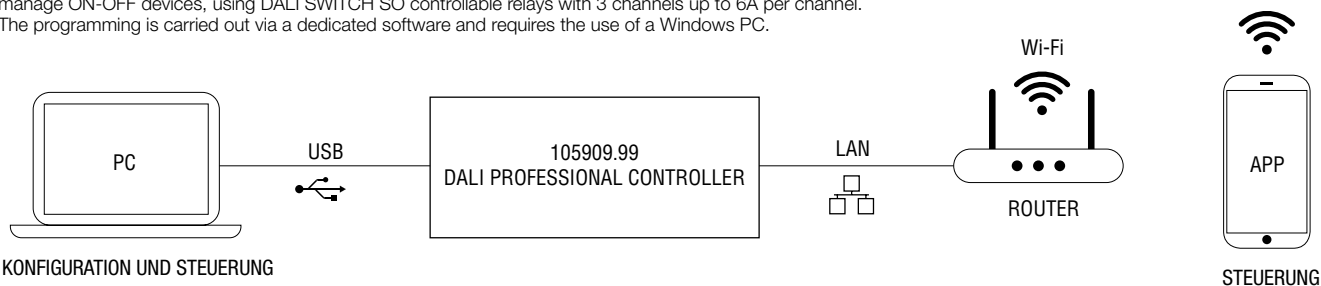 manage ON-OFF devices, using DALI SWITCH SO controllable relays with 3 channels up to 6A per channel.
The programming is carried out via a dedicated software and requires the use of a Windows PC.
Wi-Fi
PC
USB
105909.99
DALI PROFESSIONAL CONTROLLER
LAN
ROUTER
APP
KONFIGURATION UND STEUERUNG
STEUERUNG